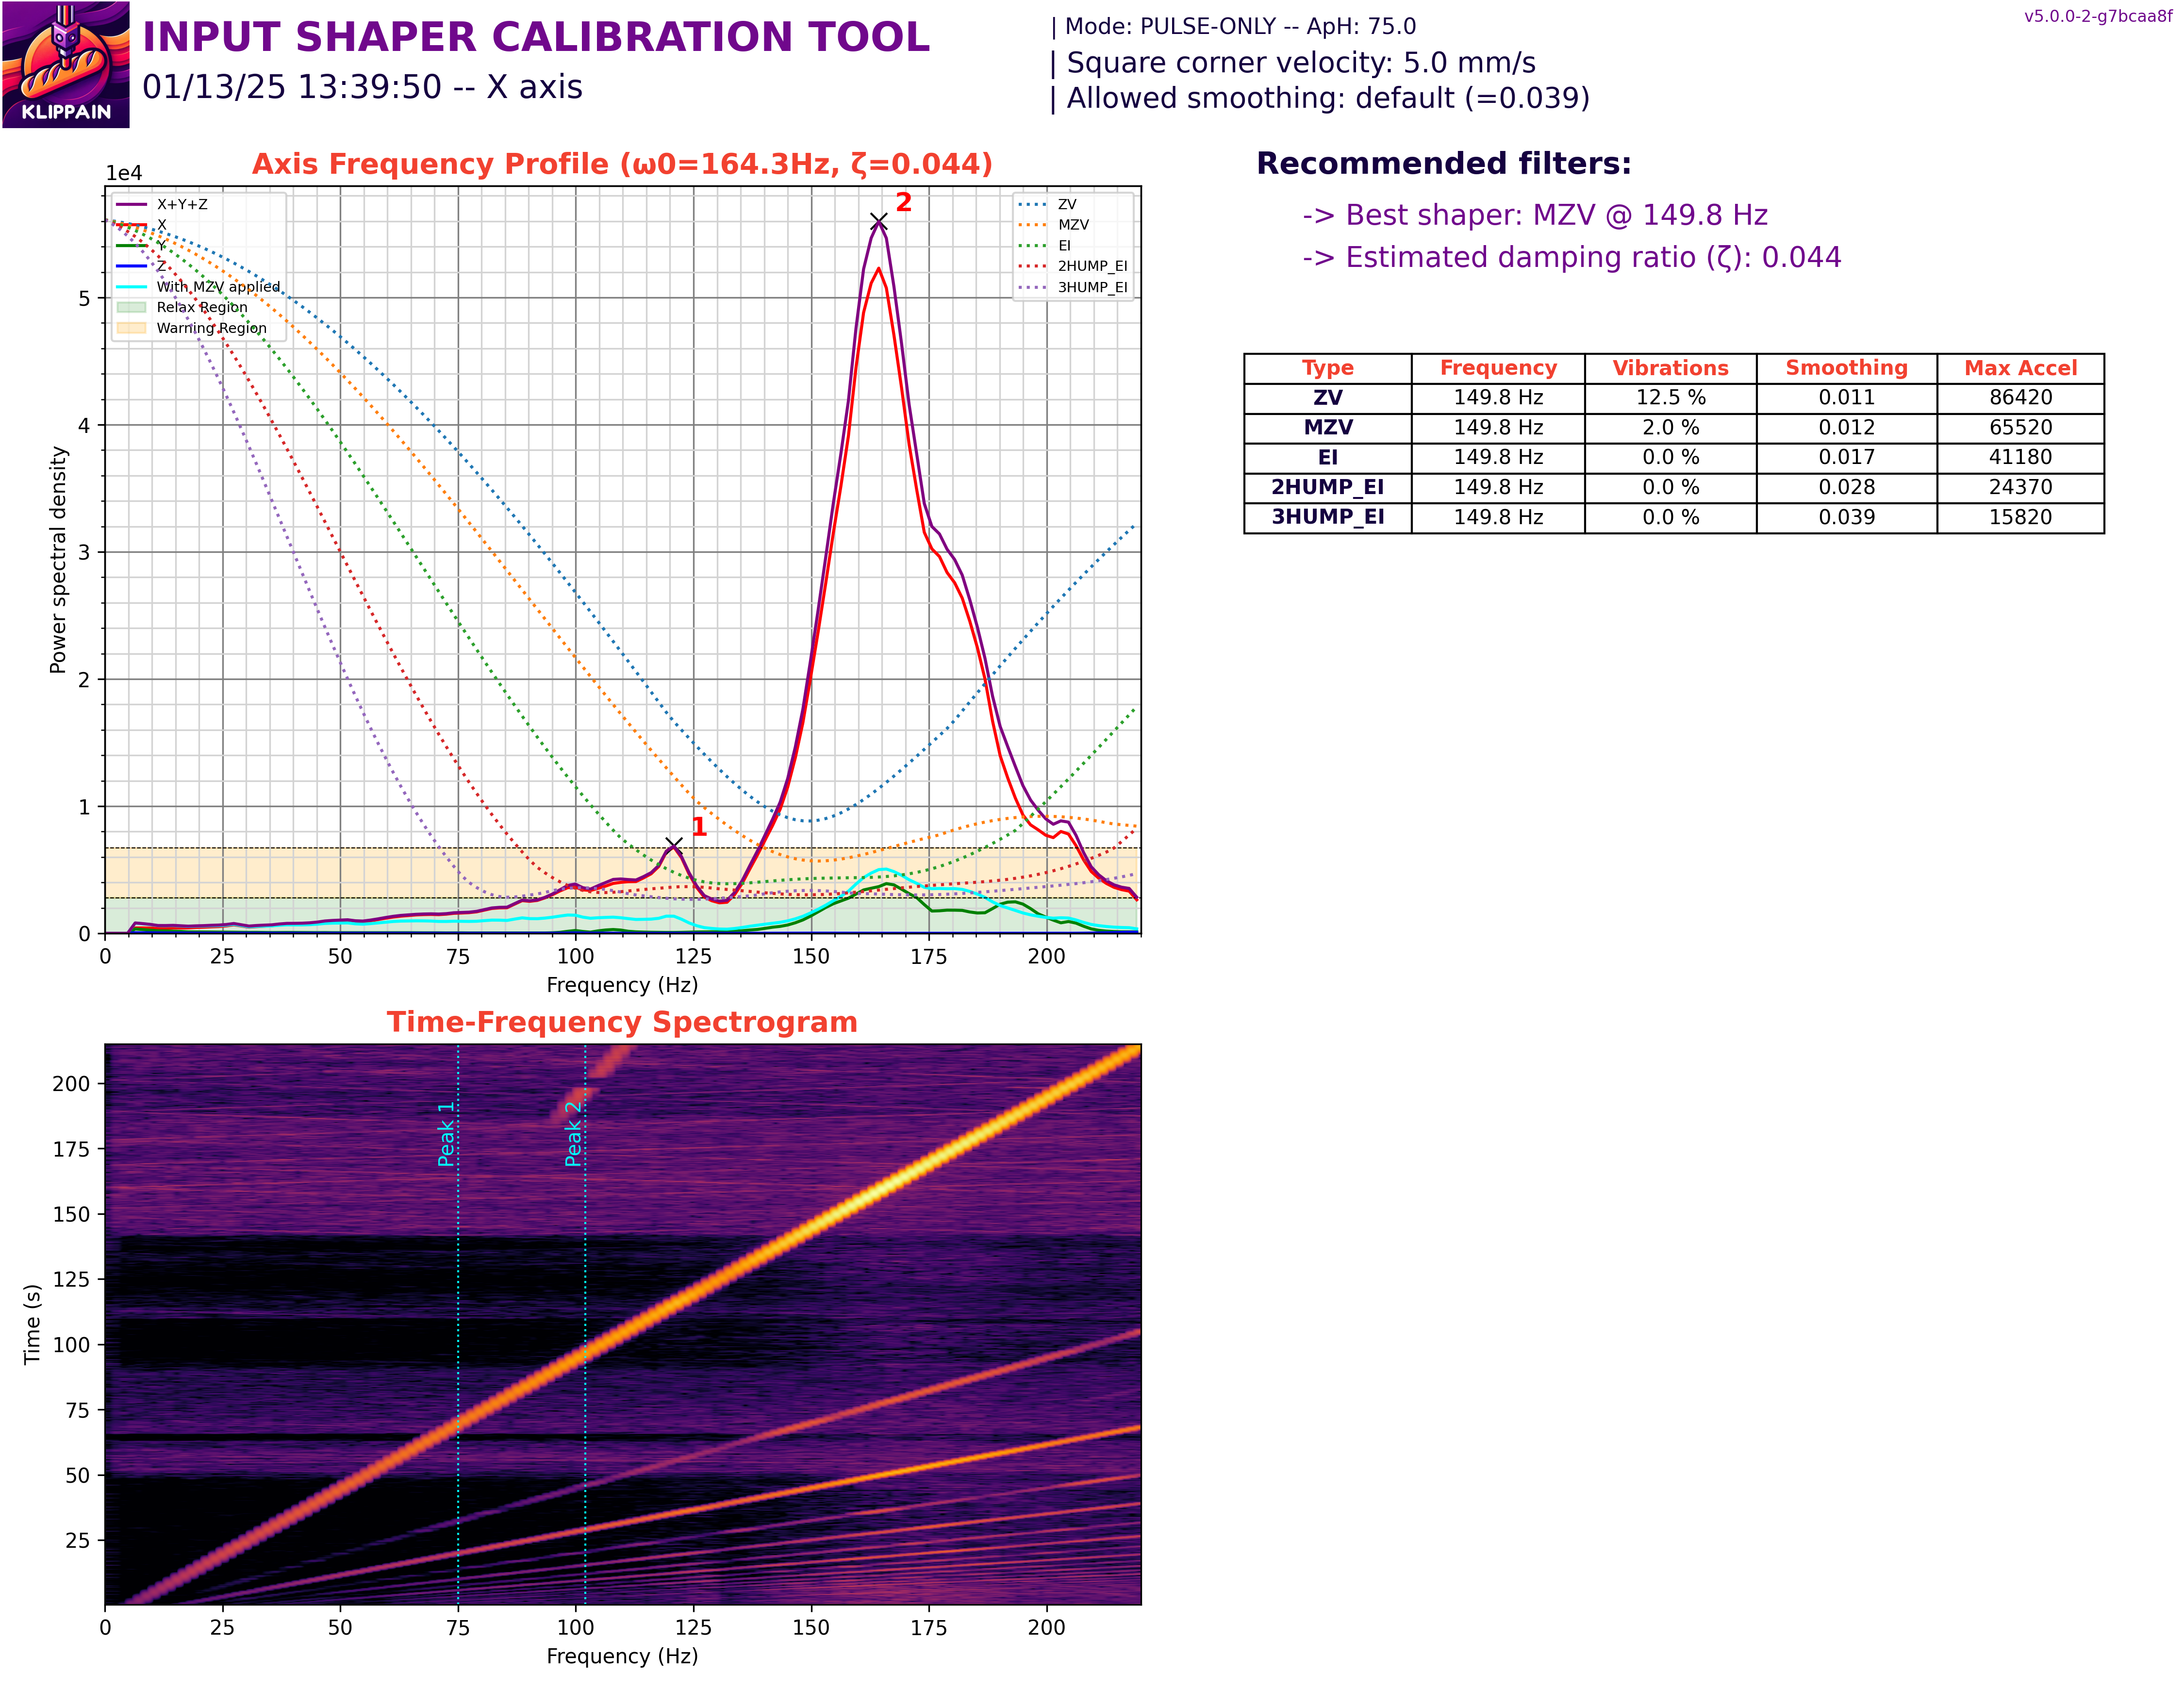 KLIPPAIN
INPUT SHAPER CALIBRATION TOOL
01/13/25 13:39:50 -- X axis
| Mode: PULSE-ONLY -- ApH: 75.0
| Square corner velocity: 5.0 mm/s
| Allowed smoothing: default (=0.039)
v5.0.0-2-g7bcaa8f
Axis Frequency Profile (ω0=164.3Hz, ζ=0.044)
1e4
X+Y+Z
X
Y
Z
With MZV applied
Relax Region
Warning Region
ZV
MZV
EI
2HUMP_EI
3HUMP_EI
2
1
Power spectral density
5
4
3
2
1
0
0 25 50 75 100 125 150 175 200
Frequency (Hz)
Recommended filters:
-> Best shaper: MZV @ 149.8 Hz
-> Estimated damping ratio (ζ): 0.044
Type Frequency Vibrations Smoothing Max Accel
ZV 149.8 Hz 12.5 % 0.011 86420
MZV 149.8 Hz 2.0 % 0.012 65520
EI 149.8 Hz 0.0 % 0.017 41180
2HUMP_EI 149.8 Hz 0.0 % 0.028 24370
3HUMP_EI 149.8 Hz 0.0 % 0.039 15820
Time-Frequency Spectrogram
Time (s)
200
175
150
125
100
75
50
25
Peak 1
Peak 2
0 25 50 75 100 125 150 175 200
Frequency (Hz)